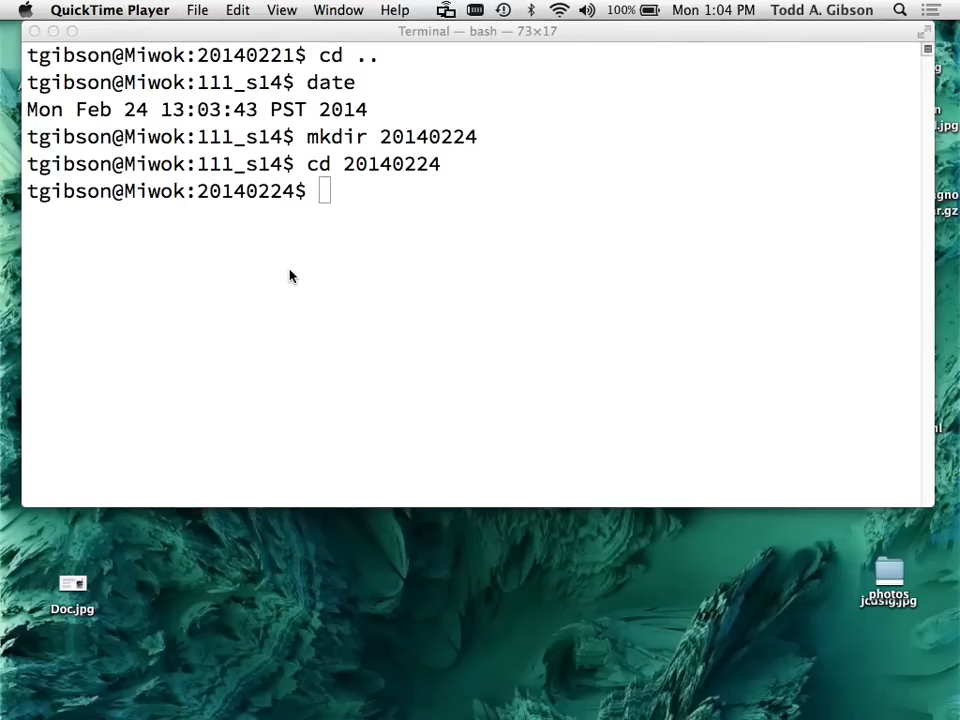 QuickTime Player File Edit View Window Help 100% Mon 1:04 PM Todd A. Gibson
Terminal — bash — 73×17
tgibson@Miwok:20140221$ cd ..
tgibson@Miwok:111_s14$ date
Mon Feb 24 13:03:43 PST 2014
tgibson@Miwok:111_s14$ mkdir 20140224
tgibson@Miwok:111_s14$ cd 20140224
tgibson@Miwok:20140224$
Doc.jpg
photos